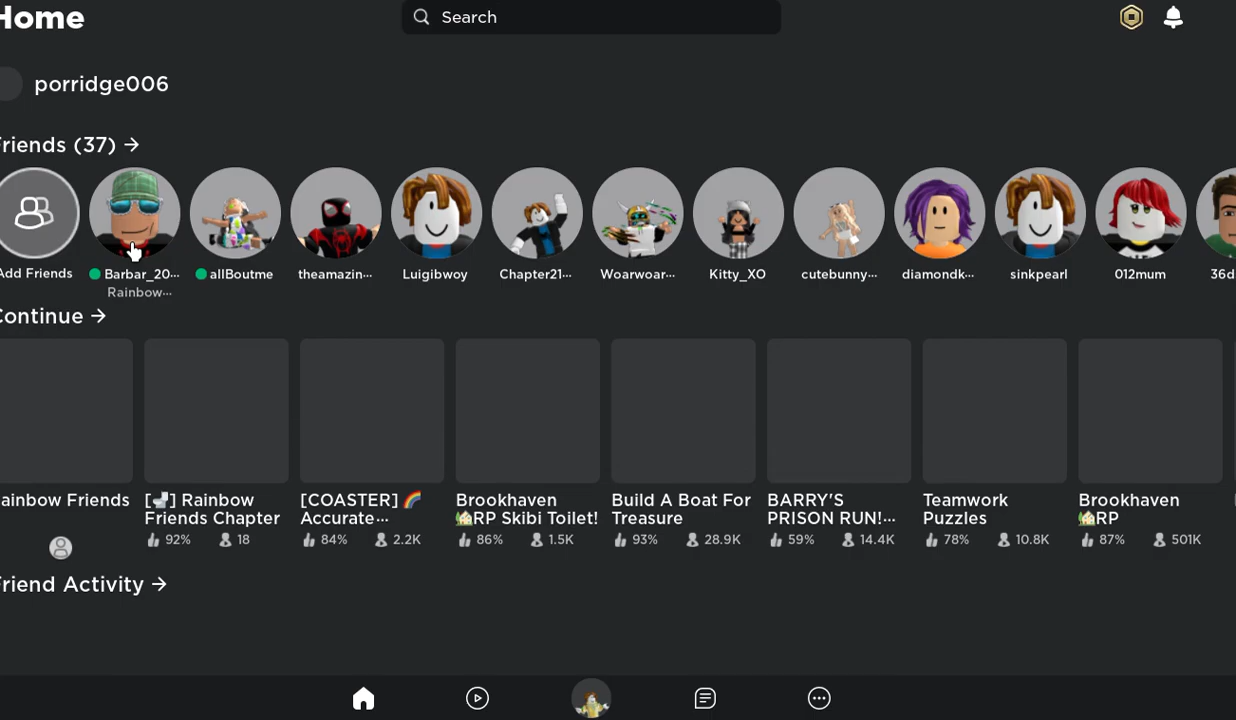 Home
Search
porridge006
Friends (37) →
Add Friends
Barbar_20...
Rainbow...
allBoutme
theamazin...
Luigibwoy
Chapter21...
Woarwoar...
Kitty_XO
cutebunny...
diamondk...
sinkpearl
012mum
36d
Continue →
ainbow Friends
[🚽] Rainbow
Friends Chapter
92% 18
[COASTER] 🌈
Accurate...
84% 2.2K
Brookhaven
🏡RP Skibi Toilet!
86% 1.5K
Build A Boat For
Treasure
93% 28.9K
BARRY'S
PRISON RUN!...
59% 14.4K
Teamwork
Puzzles
78% 10.8K
Brookhaven
🏡RP
87% 501K
Friend Activity →